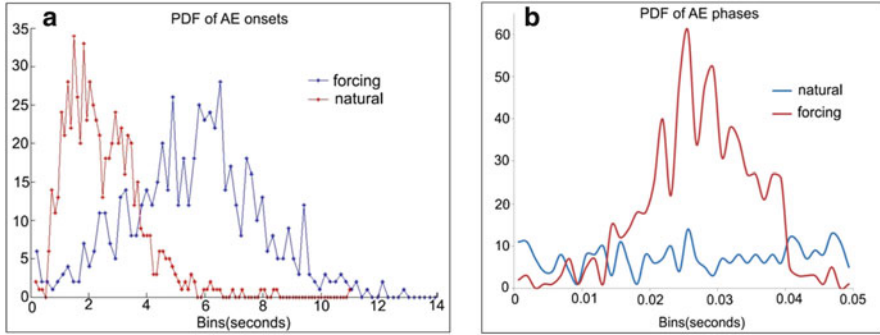 a
PDF of AE onsets
35
30
25
20
15
10
5
0
forcing
natural
0 2 4 6 8 10 12 14
Bins(seconds)
b
PDF of AE phases
60
50
40
30
20
10
0
natural
forcing
0 0.01 0.02 0.03 0.04 0.05
Bins(seconds)